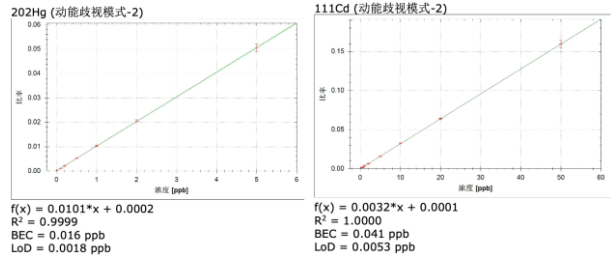 202Hg (动能歧视模式-2)
0.06
0.05
0.04
0.03
0.02
0.01
0.00
比率
0 1 2 3 4 5 6
浓度 [ppb]
f(x) = 0.0101*x + 0.0002
R² = 0.9999
BEC = 0.016 ppb
LoD = 0.0018 ppb
111Cd (动能歧视模式-2)
0.15
0.10
0.05
0.00
比率
0 10 20 30 40 50 60
浓度 [ppb]
f(x) = 0.0032*x + 0.0001
R² = 1.0000
BEC = 0.041 ppb
LoD = 0.0053 ppb